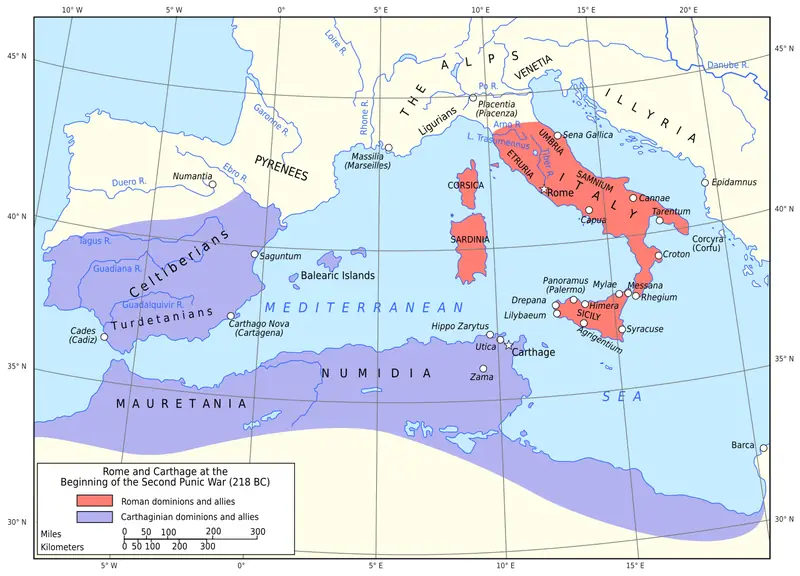 10° W
5° W
0°
5° E
10° E
15° E
20° E
45° N
45° N
Loire R.
Garonne R.
Rhone R.
THE ALPS
VENETIA
Po R.
Placentia
(Piacenza)
Ligurians
Danube R.
ILLYRIA
Massilia
(Marseilles)
PYRENEES
Ebro R.
Numantia
Duero R.
Arno R.
L. Trasumennus
UMBRIA
Sena Gallica
ETRURIA
Tiber R.
SAMNIUM
ITALY
Rome
Cannae
Capua
Tarentum
Epidamnus
CORSICA
SARDINIA
40° N
40° N
Tagus R.
Celtiberians
Guadiana R.
Saguntum
Guadalquivir R.
Turdetanians
Balearic Islands
Corcyra
(Corfu)
Croton
Cades
(Cadiz)
Carthago Nova
(Cartagena)
MEDITERRANEAN
Panoramus
(Palermo)
Mylae
Messana
Drepana
Himera
Rhegium
Lilybaeum
SICILY
Agrigentium
Syracuse
Hippo Zarytus
Utica
Carthage
35° N
35° N
NUMIDIA
Zama
MAURETANIA
SEA
Barca
Rome and Carthage at the
Beginning of the Second Punic War (218 BC)
Roman dominions and allies
Carthaginian dominions and allies
Miles
0 50 100 200 300
Kilometers
0 50 100 200 300
30° N
30° N
5° W
0°
5° E
10° E
15° E